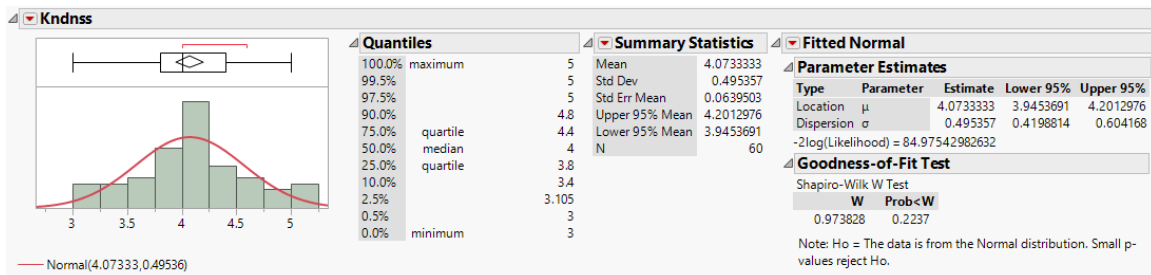 Kndnss
3 3.5 4 4.5 5
Normal(4.07333,0.49536)
Quantiles
100.0% maximum 5
99.5% 5
97.5% 5
90.0% 4.8
75.0% quartile 4.4
50.0% median 4
25.0% quartile 3.8
10.0% 3.4
2.5% 3.105
0.5% 3
0.0% minimum 3
Summary Statistics
Mean 4.0733333
Std Dev 0.495357
Std Err Mean 0.0639503
Upper 95% Mean 4.2012976
Lower 95% Mean 3.9453691
N 60
Fitted Normal
Parameter Estimates
Type Parameter Estimate Lower 95% Upper 95%
Location μ 4.0733333 3.9453691 4.2012976
Dispersion σ 0.495357 0.4198814 0.604168
-2log(Likelihood) = 84.97542982632
Goodness-of-Fit Test
Shapiro-Wilk W Test
W Prob<W
0.973828 0.2237
Note: Ho = The data is from the Normal distribution. Small p-
values reject Ho.